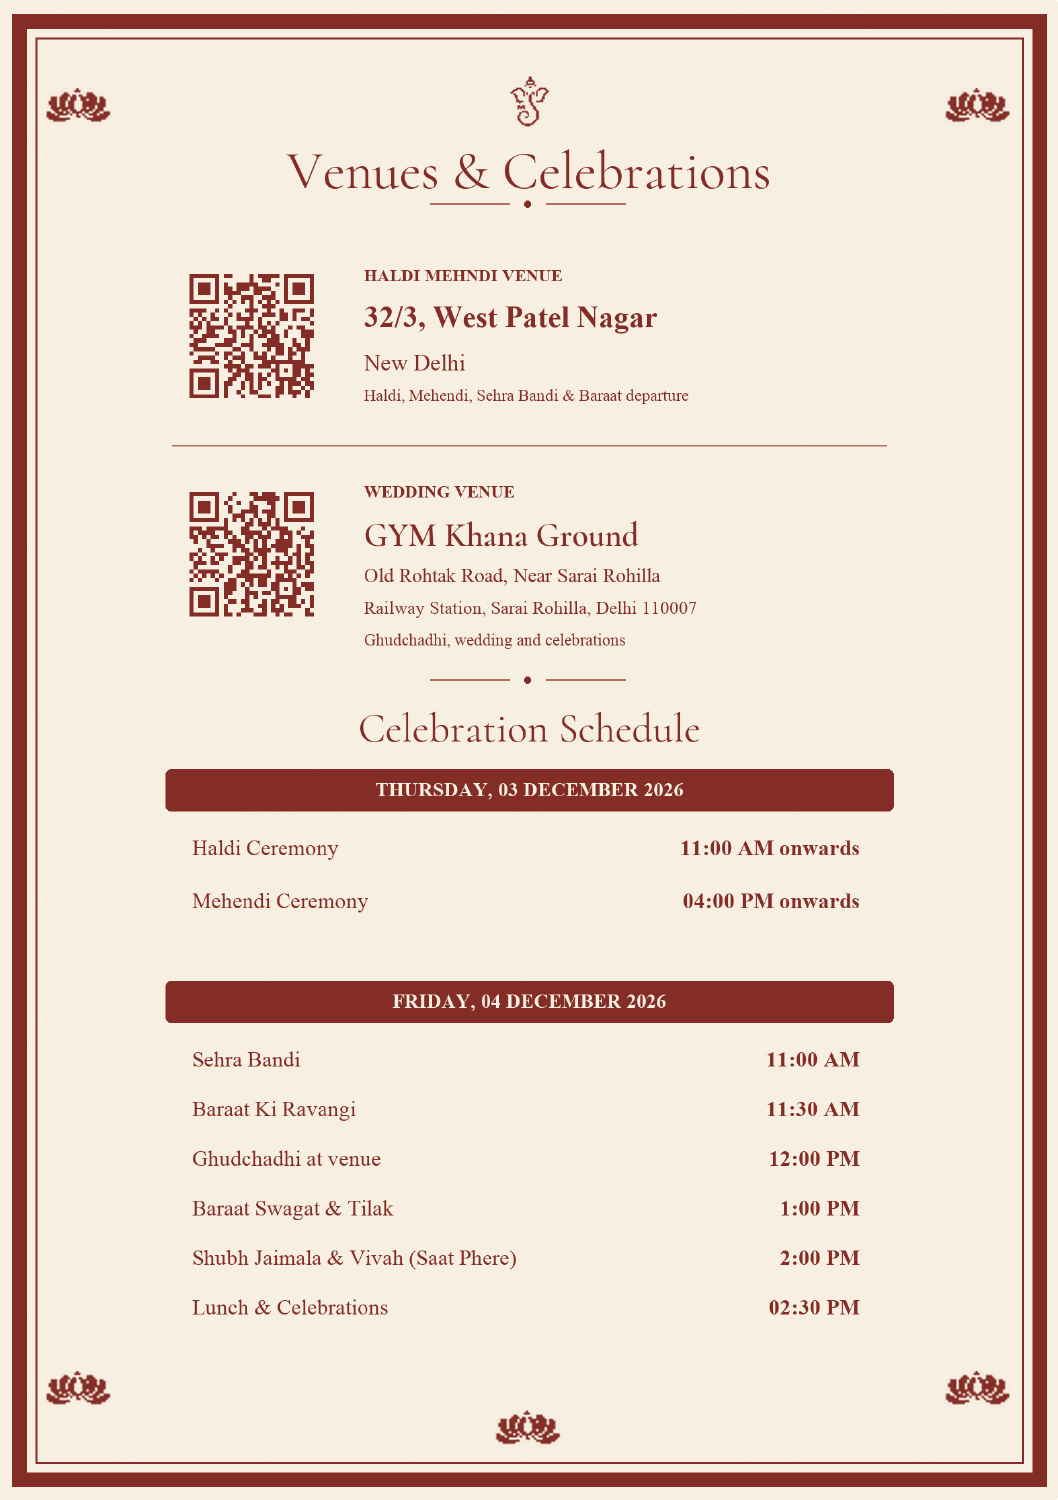 Venues & Celebrations
HALDI MEHNDI VENUE
32/3, West Patel Nagar
New Delhi
Haldi, Mehendi, Sehra Bandi & Baraat departure
WEDDING VENUE
GYM Khana Ground
Old Rohtak Road, Near Sarai Rohilla
Railway Station, Sarai Rohilla, Delhi 110007
Ghudchadhi, wedding and celebrations
Celebration Schedule
THURSDAY, 03 DECEMBER 2026
Haldi Ceremony 11:00 AM onwards
Mehendi Ceremony 04:00 PM onwards
FRIDAY, 04 DECEMBER 2026
Sehra Bandi 11:00 AM
Baraat Ki Ravangi 11:30 AM
Ghudchadhi at venue 12:00 PM
Baraat Swagat & Tilak 1:00 PM
Shubh Jaimala & Vivah (Saat Phere) 2:00 PM
Lunch & Celebrations 02:30 PM